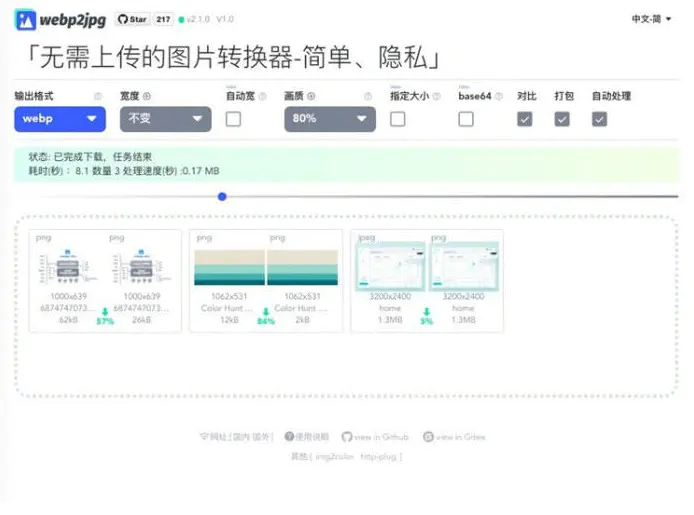 webp2jpg Star 217 v2.1.0 V1.0 中文-简
「无需上传的图片转换器-简单、隐私」
输出格式 宽度 自动宽 画质 指定大小 base64 对比 打包 自动处理
webp 不变 80%
状态: 已完成下载，任务结束
耗时(秒)： 8.1 数量 3 处理速度(秒) :0.17 MB
png png png png jpeg png
1000x639 1000x639 1062x531 1062x531 3200x2400 3200x2400
6874747073... 6874747073... Color Hunt ... Color Hunt ... home home
62kB 57% 26kB 12kB 84% 2kB 1.3MB 5% 1.3MB
网址 [ 国内 国外 ] 使用说明 view in Github view in Gitee
其他 [ img2color http-plug ]